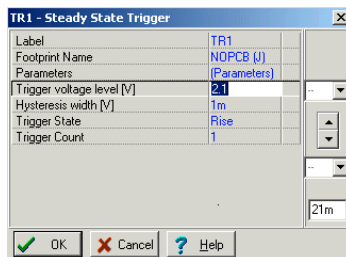 TR1 - Steady State Trigger
Label TR1
Footprint Name NOPCB (J)
Parameters (Parameters)
Trigger voltage level [V] 2.1
Hysteresis width [V] 1m
Trigger State Rise
Trigger Count 1
--
--
21m
OK Cancel ? Help